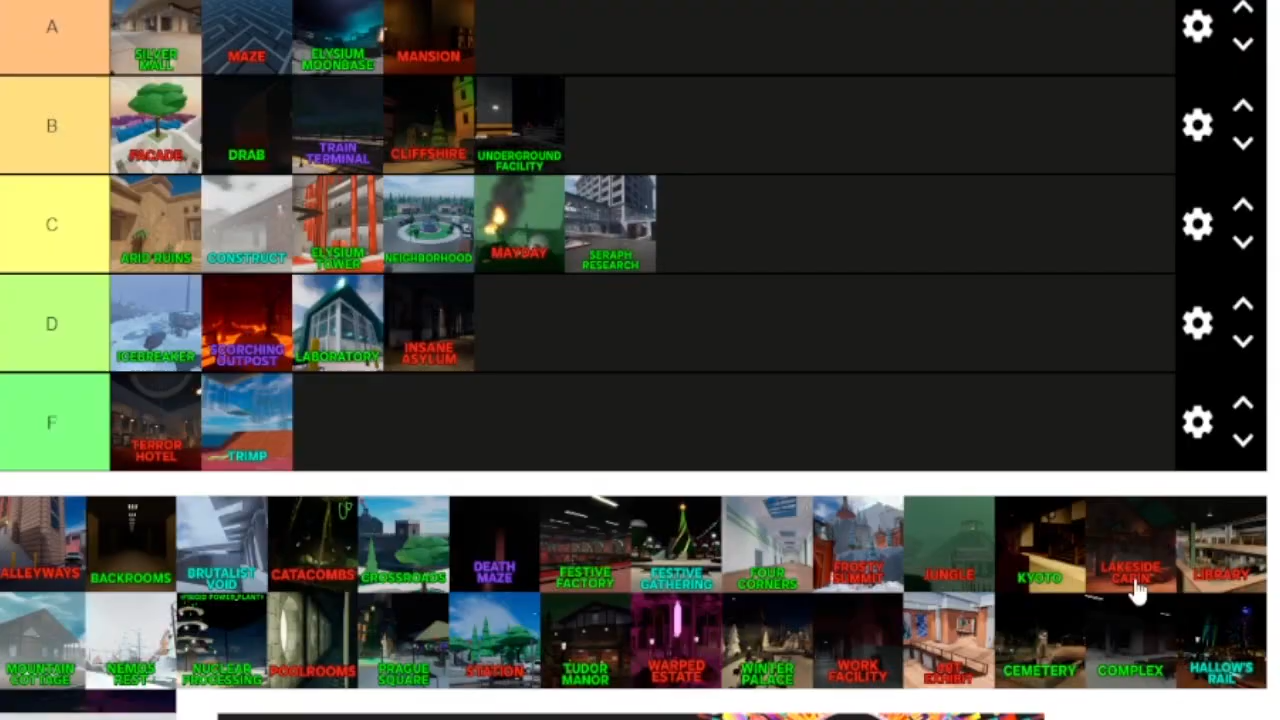 A
SILVER
MALL
MAZE
ELYSIUM
MOONBASE
MANSION
B
FACADE
DRAB
TRAIN
TERMINAL
CLIFFSHIRE
UNDERGROUND
FACILITY
C
ARID RUINS
CONSTRUCT
ELYSIUM
TOWER
NEIGHBORHOOD
MAYDAY
SERAPH
RESEARCH
D
ICEBREAKER
SCORCHING
OUTPOST
LABORATORY
INSANE
ASYLUM
F
TERROR
HOTEL
TRIMP
ALLEYWAYS
BACKROOMS
BRUTALIST
VOID
CATACOMBS
CROSSROADS
DEATH
MAZE
FESTIVE
FACTORY
FESTIVE
GATHERING
FOUR
CORNERS
FROSTY
SUMMIT
JUNGLE
KYOTO
LAKESIDE
CABIN
LIBRARY
MOUNTAIN
COTTAGE
NEMOS
REST
NUCLEAR
PROCESSING
POOLROOMS
PRAGUE
SQUARE
STATION
TUDOR
MANOR
WARPED
ESTATE
WINTER
PALACE
WORK
FACILITY
ART
EXHIBIT
CEMETERY
COMPLEX
HALLOW'S
RAIL